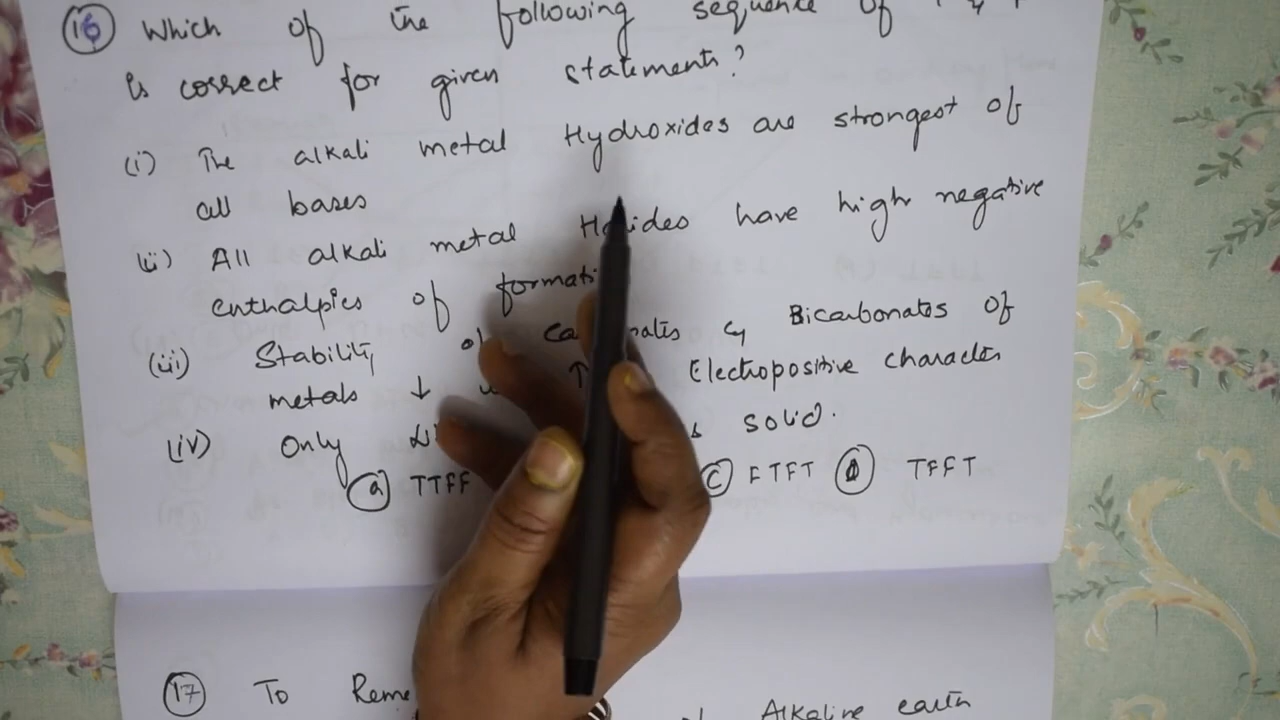 16 Which of the following sequence of
Is correct for given statements?
(i) The alkali metal Hydroxides are strongest of
all bases
(ii) All alkali metal Halides have high negative
enthalpies of formati
(iii) Stability of &amp; Bicarbonates of
metals ↓ ↑ Electropositive character
(iv) Only solid.
(a) TTFF (c) FTFT (d) TFFT
17 To Alkaline earth